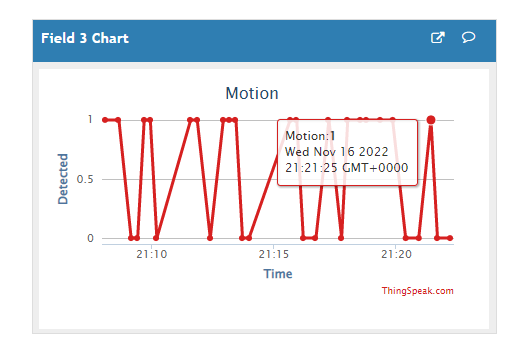 Field 3 Chart
Motion
1
Motion:1
Wed Nov 16 2022
21:21:25 GMT+0000
Detected
0.5
0
21:10
21:15
21:20
Time
ThingSpeak.com